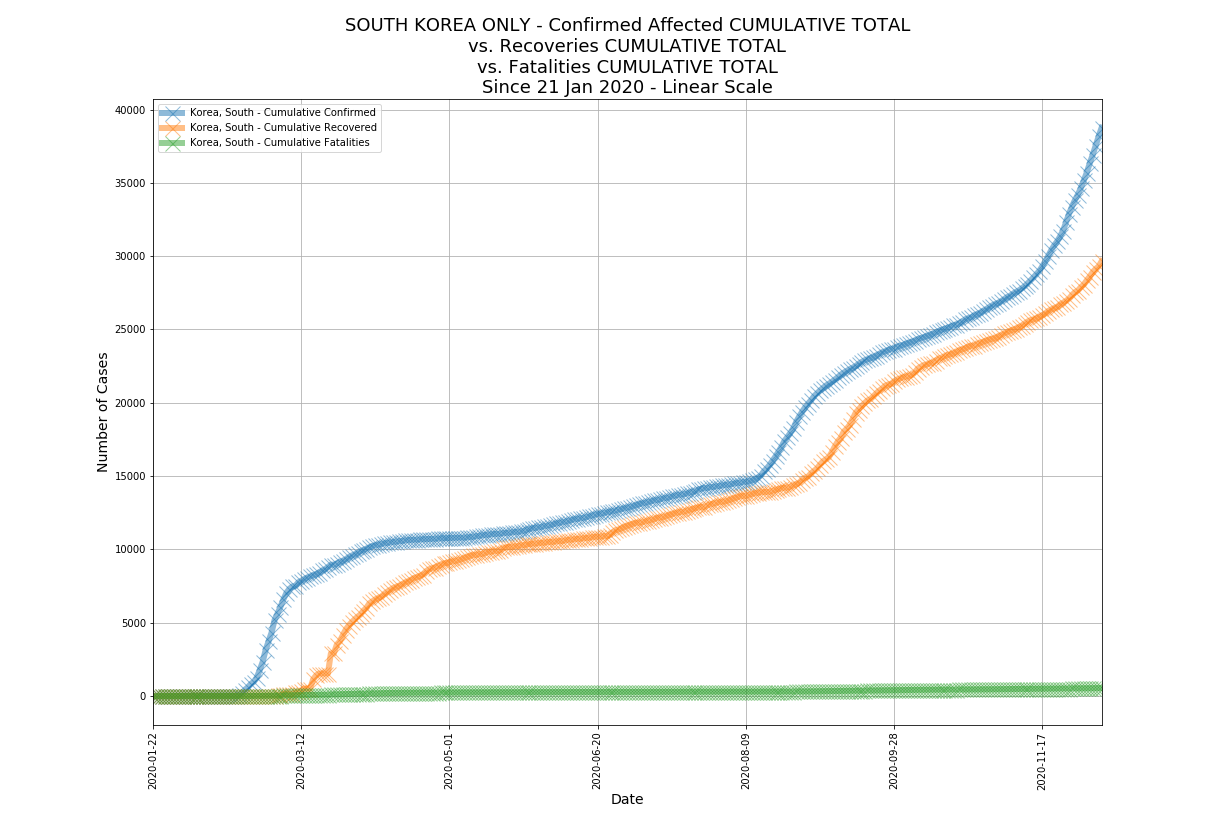 SOUTH KOREA ONLY - Confirmed Affected CUMULATIVE TOTAL
vs. Recoveries CUMULATIVE TOTAL
vs. Fatalities CUMULATIVE TOTAL
Since 21 Jan 2020 - Linear Scale
Korea, South - Cumulative Confirmed
Korea, South - Cumulative Recovered
Korea, South - Cumulative Fatalities
Number of Cases
40000
35000
30000
25000
20000
15000
10000
5000
0
2020-01-22
2020-03-12
2020-05-01
2020-06-20
2020-08-09
2020-09-28
2020-11-17
Date